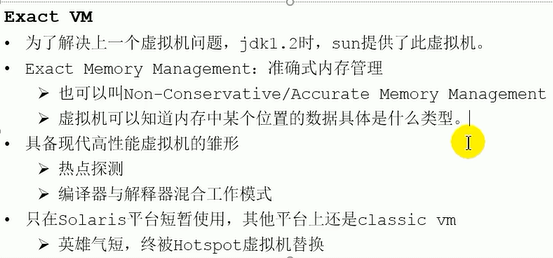 Exact VM
• 为了解决上一个虚拟机问题，jdk1.2时，sun提供了此虚拟机。
• Exact Memory Management：准确式内存管理
➢ 也可以叫Non-Conservative/Accurate Memory Management
➢ 虚拟机可以知道内存中某个位置的数据具体是什么类型。
• 具备现代高性能虚拟机的雏形
➢ 热点探测
➢ 编译器与解释器混合工作模式
• 只在Solaris平台短暂使用，其他平台上还是classic vm
➢ 英雄气短，终被Hotspot虚拟机替换